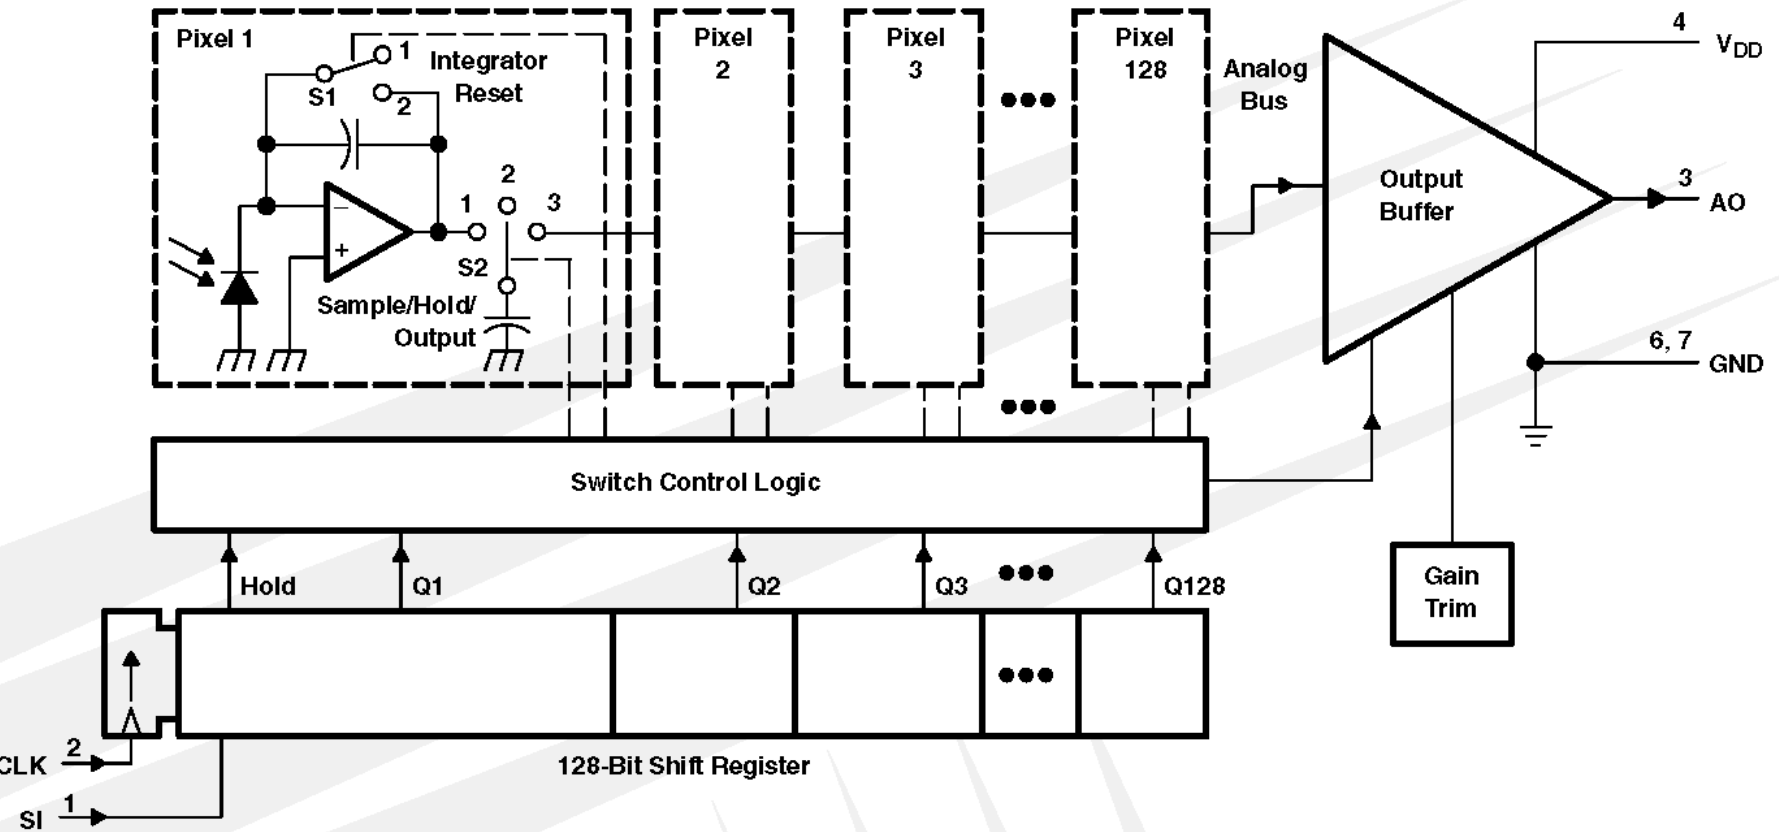 Pixel 1
1
Integrator
Reset
S1
2
−
+
1
2
3
S2
Sample/Hold/
Output
Pixel
2
Pixel
3
Pixel
128
Analog
Bus
Output
Buffer
4
VDD
3
AO
6, 7
GND
Switch Control Logic
Hold
Q1
Q2
Q3
Q128
Gain
Trim
CLK
2
128-Bit Shift Register
SI
1